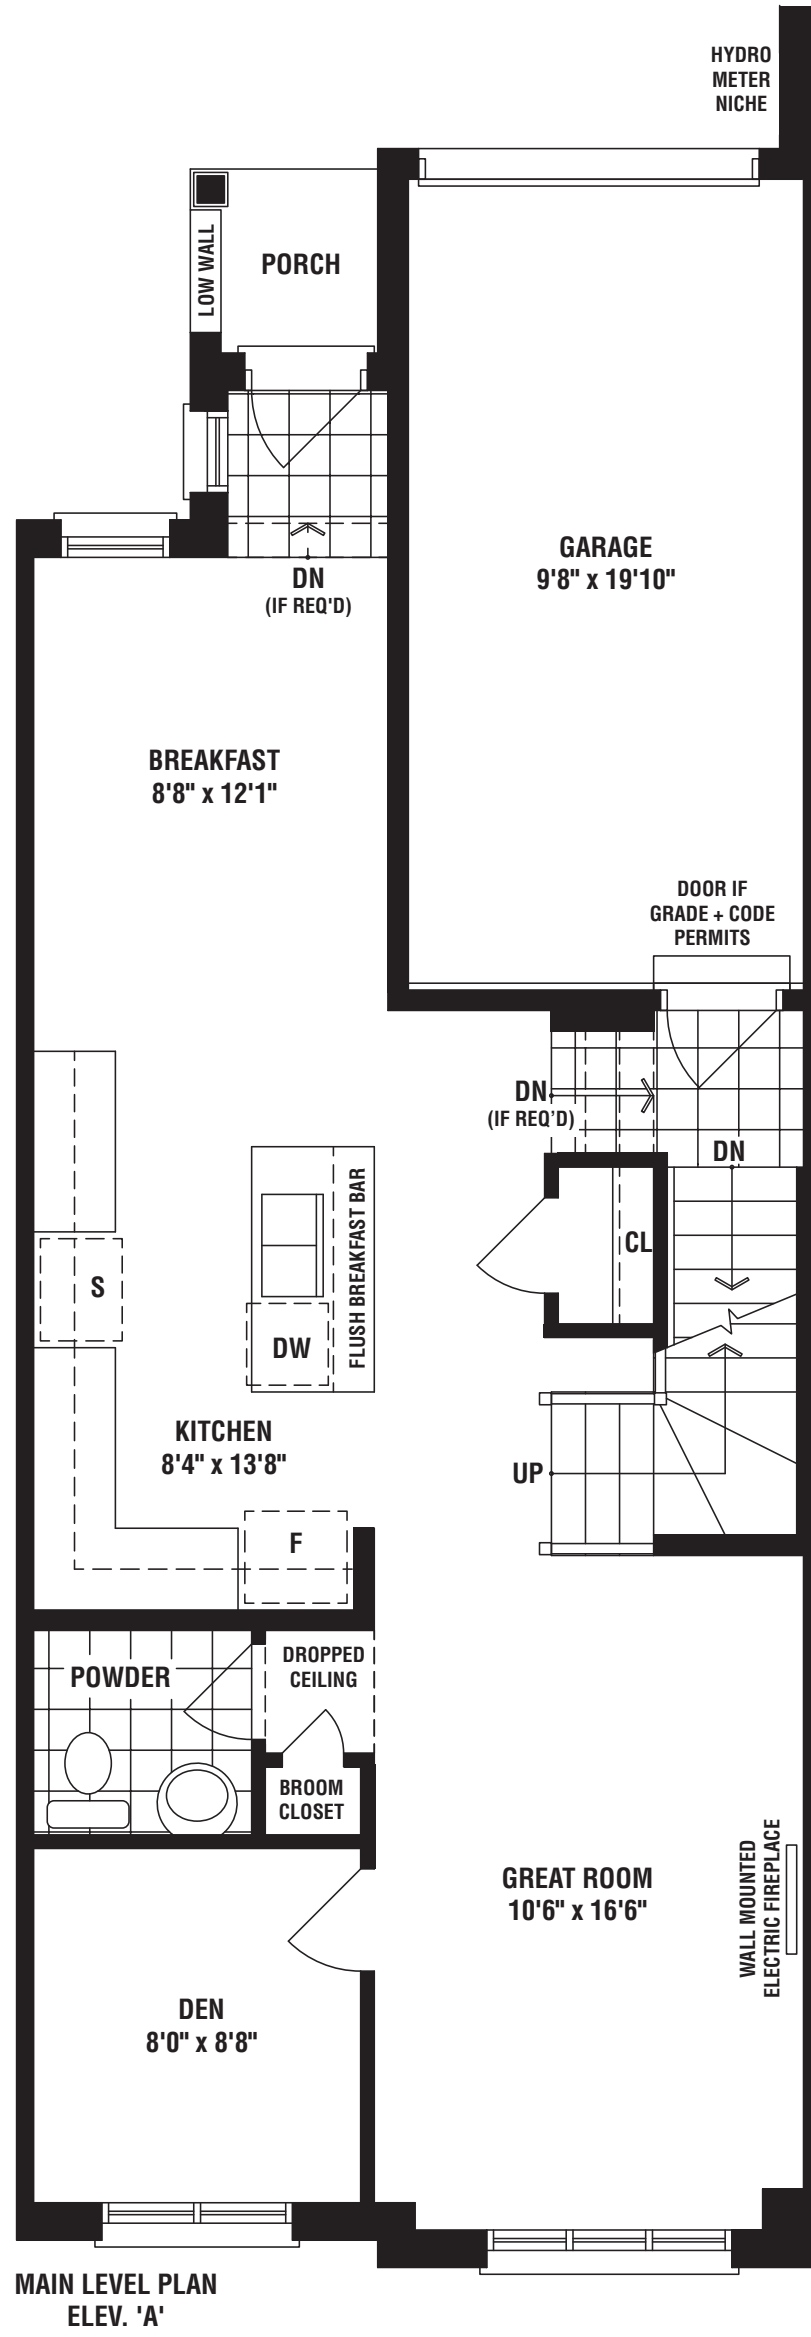 HYDRO
METER
NICHE
LOW WALL
PORCH
GARAGE
9'8" x 19'10"
DN
(IF REQ'D)
BREAKFAST
8'8" x 12'1"
DOOR IF
GRADE + CODE
PERMITS
DN
(IF REQ'D)
DN
CL
S
FLUSH BREAKFAST BAR
DW
KITCHEN
8'4" x 13'8"
UP
F
POWDER
DROPPED
CEILING
BROOM
CLOSET
GREAT ROOM
10'6" x 16'6"
WALL MOUNTED
ELECTRIC FIREPLACE
DEN
8'0" x 8'8"
MAIN LEVEL PLAN
ELEV. 'A'